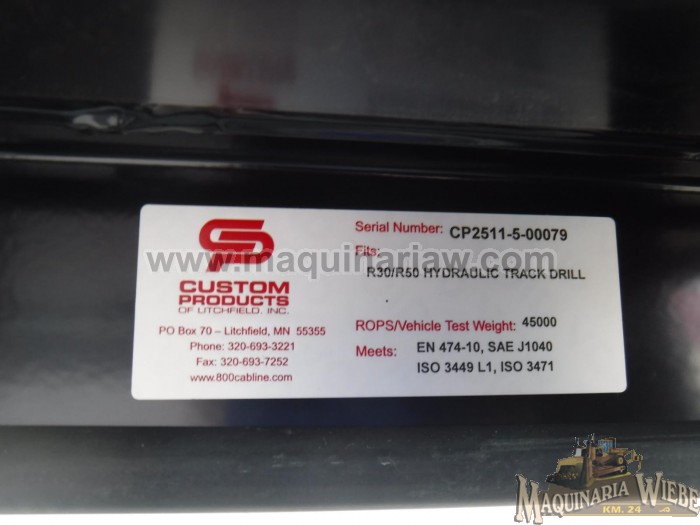 www.maquinariaw.com
CP
CUSTOM
PRODUCTS
OF LITCHFIELD, INC.
PO Box 70 – Litchfield, MN 55355
Phone: 320-693-3221
Fax: 320-693-7252
www.800cabline.com
Serial Number: CP2511-5-00079
Fits:
R30/R50 HYDRAULIC TRACK DRILL
ROPS/Vehicle Test Weight: 45000
Meets: EN 474-10, SAE J1040
ISO 3449 L1, ISO 3471
MAQUINARIA WIEBE
KM. 24